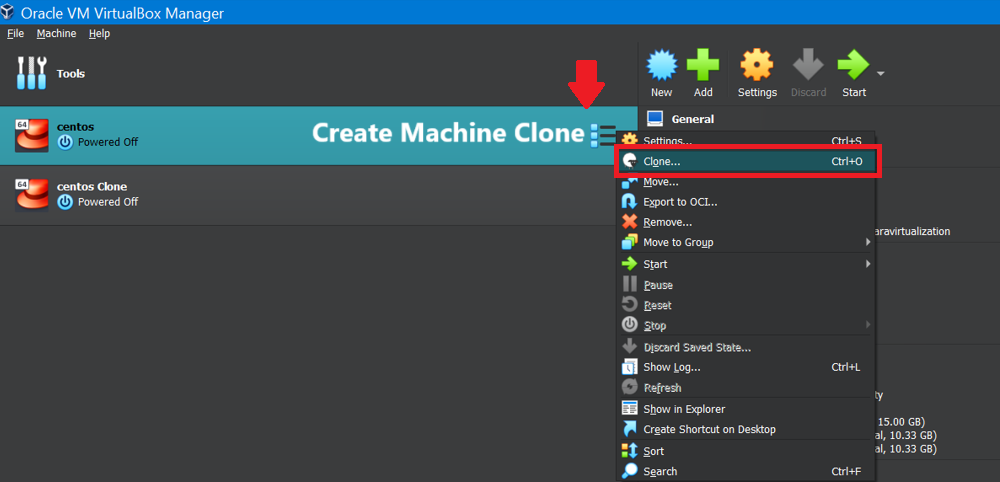 Oracle VM VirtualBox Manager
File Machine Help
Tools
New Add Settings Discard Start
64 centos
Powered Off
Create Machine Clone
General
64 centos Clone
Powered Off
Settings... Ctrl+S
Clone... Ctrl+O
Move...
Export to OCI...
Remove...
Move to Group
Start
Pause
Reset
Stop
Discard Saved State...
Show Log... Ctrl+L
Refresh
Show in Explorer
Create Shortcut on Desktop
Sort
Search Ctrl+F
aravirtualization
ty
15.00 GB)
al, 10.33 GB)
al, 10.33 GB)